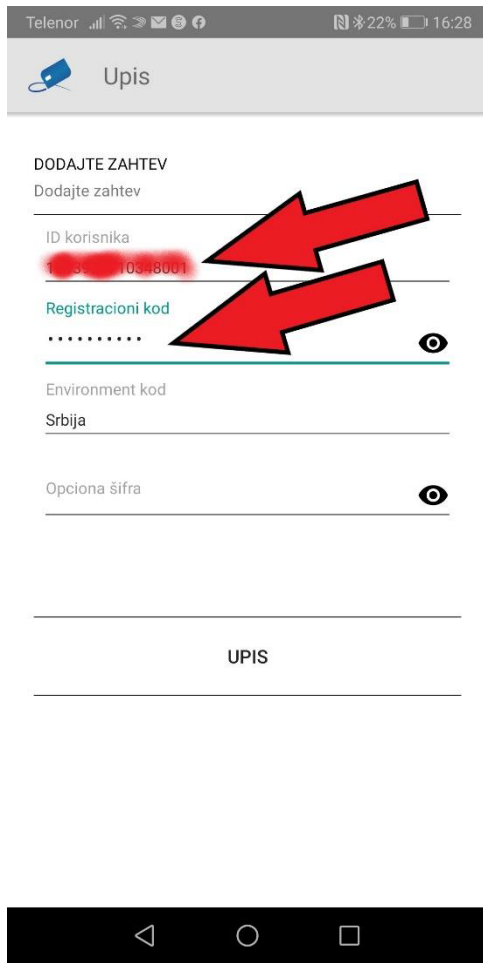 Telenor 22% 16:28
Upis
DODAJTE ZAHTEV
Dodajte zahtev
ID korisnika
Registracioni kod
Environment kod
Srbija
Opciona šifra
UPIS